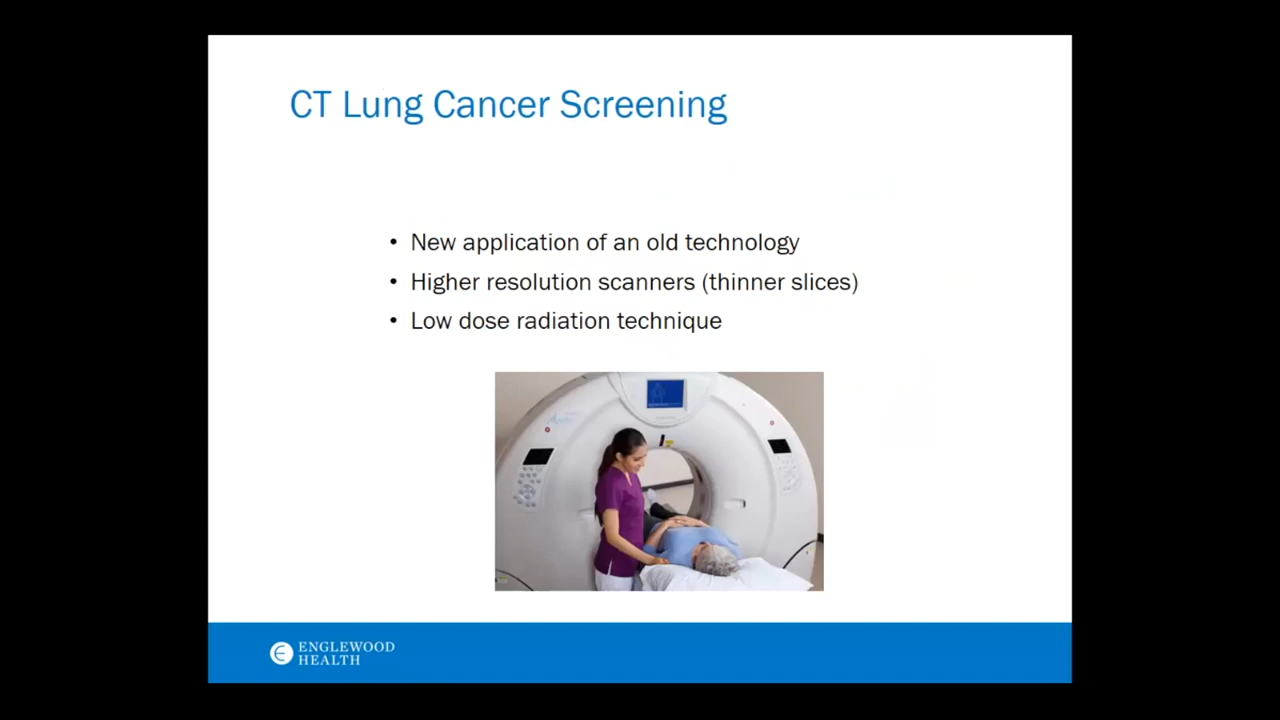 CT Lung Cancer Screening
• New application of an old technology
• Higher resolution scanners (thinner slices)
• Low dose radiation technique
ENGLEWOOD
HEALTH